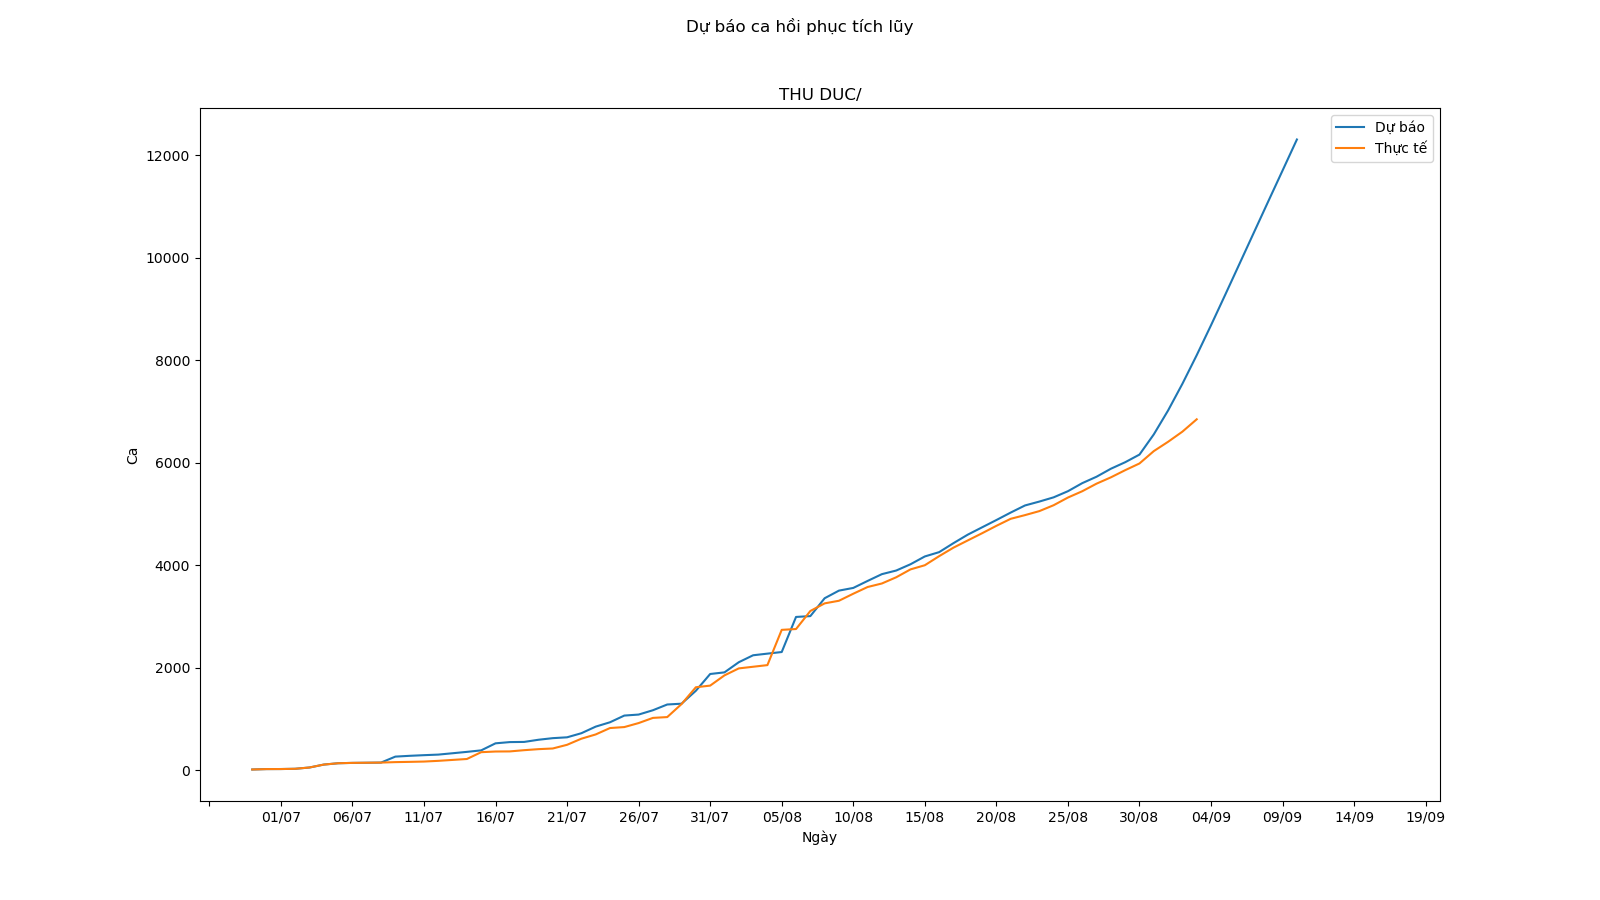 Dự báo ca hồi phục tích lũy
THU DUC/
Dự báo
Thực tế
12000
10000
8000
6000
4000
2000
0
Ca
01/07 06/07 11/07 16/07 21/07 26/07 31/07 05/08 10/08 15/08 20/08 25/08 30/08 04/09 09/09 14/09 19/09
Ngày